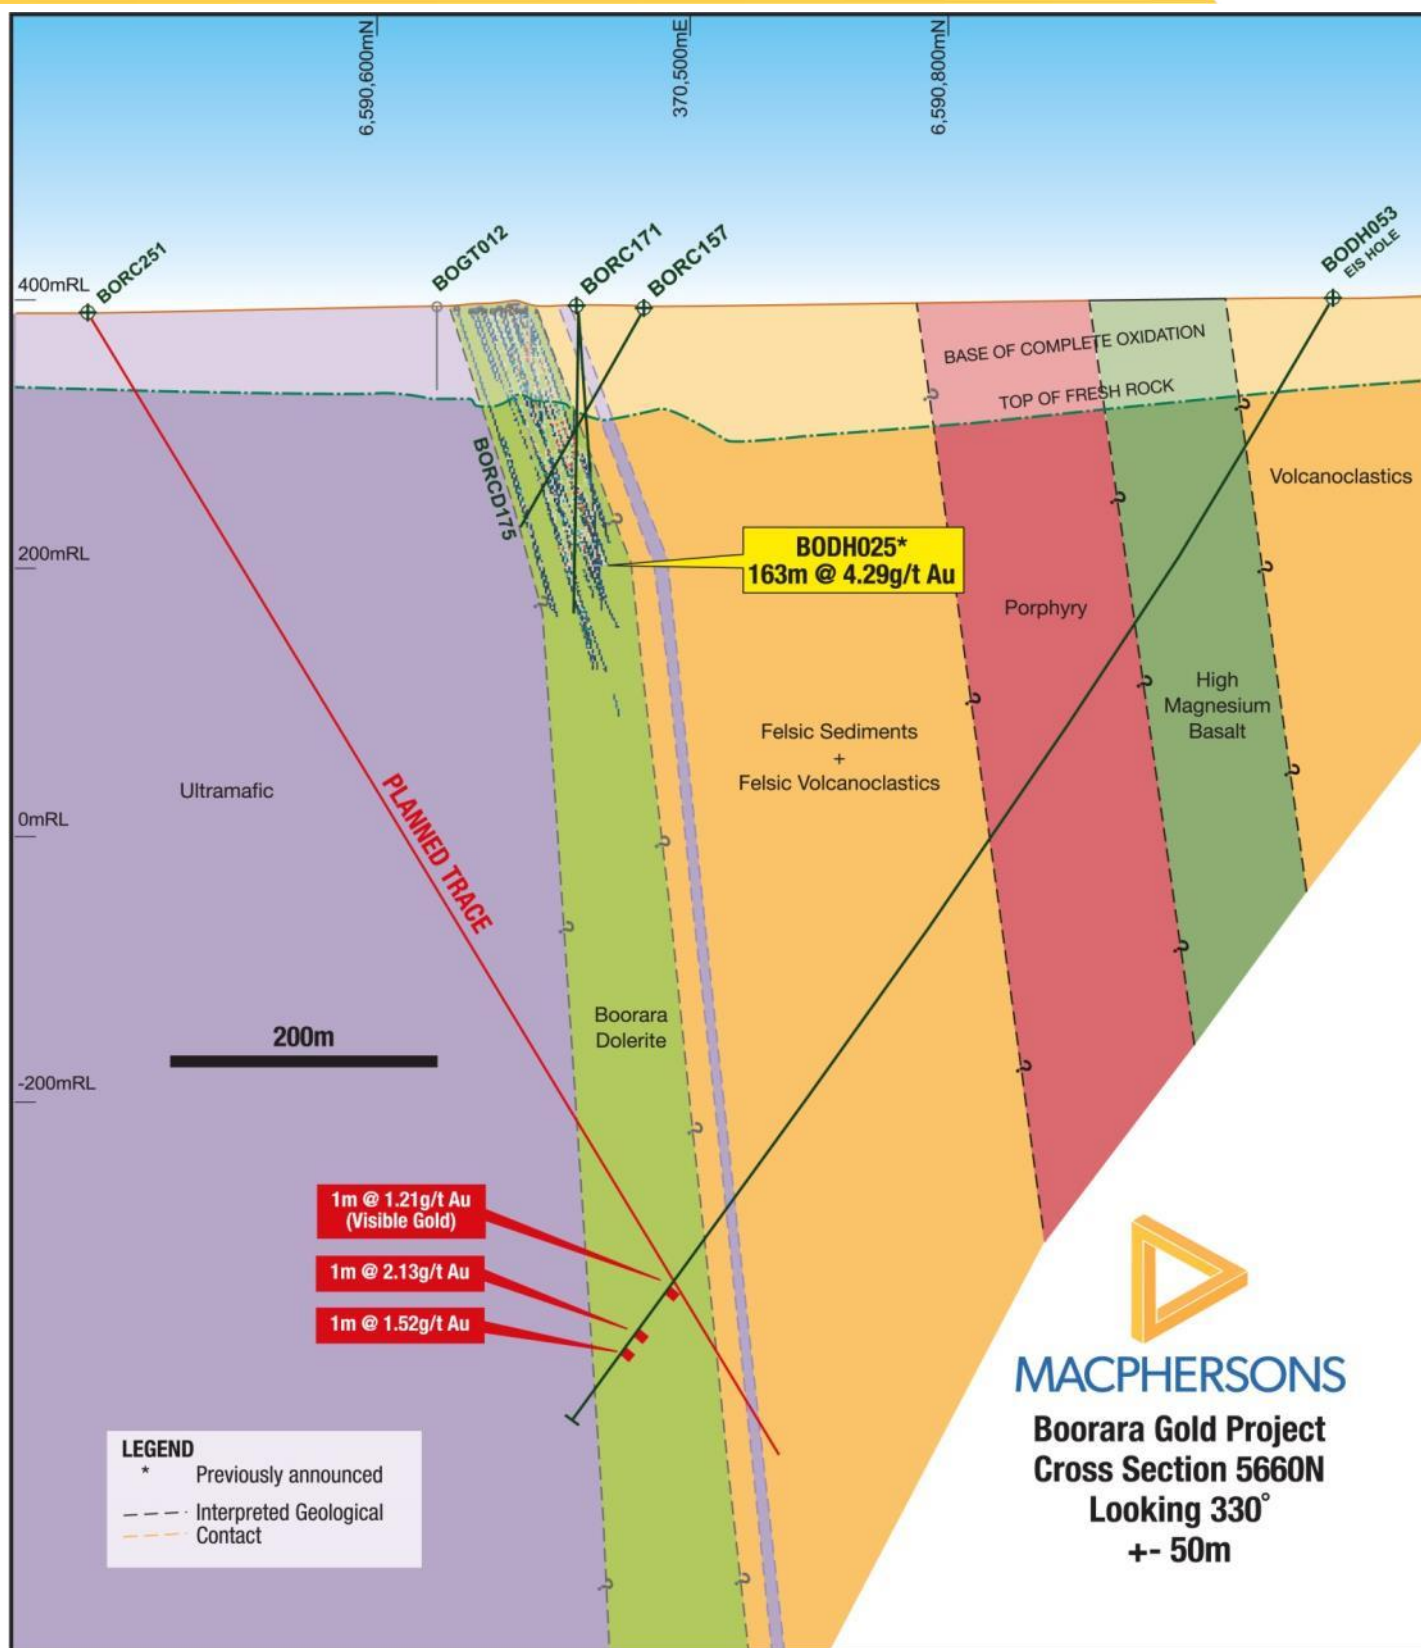 6,590,600mN
370,500mE
6,590,800mN
BORC251
BOGT012
BORC171
BORC157
BODH053
EIS HOLE
400mRL
BASE OF COMPLETE OXIDATION
TOP OF FRESH ROCK
BORCD175
Volcanoclastics
200mRL
BODH025*
163m @ 4.29g/t Au
Porphyry
High
Magnesium
Basalt
Felsic Sediments
+
Felsic Volcanoclastics
Ultramafic
PLANNED TRACE
0mRL
Boorara
Dolerite
200m
-200mRL
1m @ 1.21g/t Au
(Visible Gold)
1m @ 2.13g/t Au
1m @ 1.52g/t Au
MACPHERSONS
Boorara Gold Project
Cross Section 5660N
Looking 330°
+- 50m
LEGEND
* Previously announced
Interpreted Geological
Contact